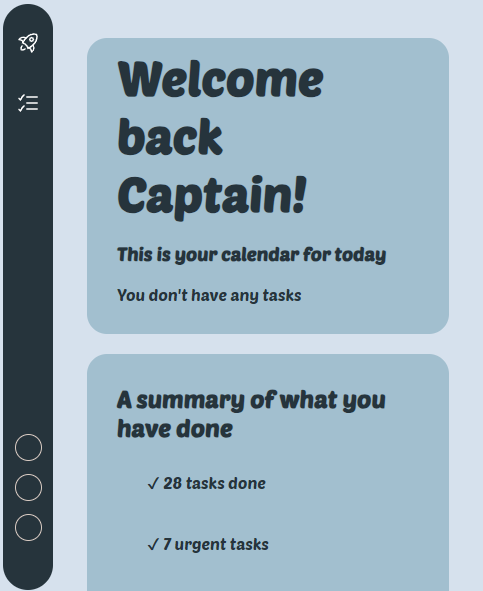 Welcome
back
Captain!
This is your calendar for today
You don't have any tasks
A summary of what you
have done
✓ 28 tasks done
✓ 7 urgent tasks